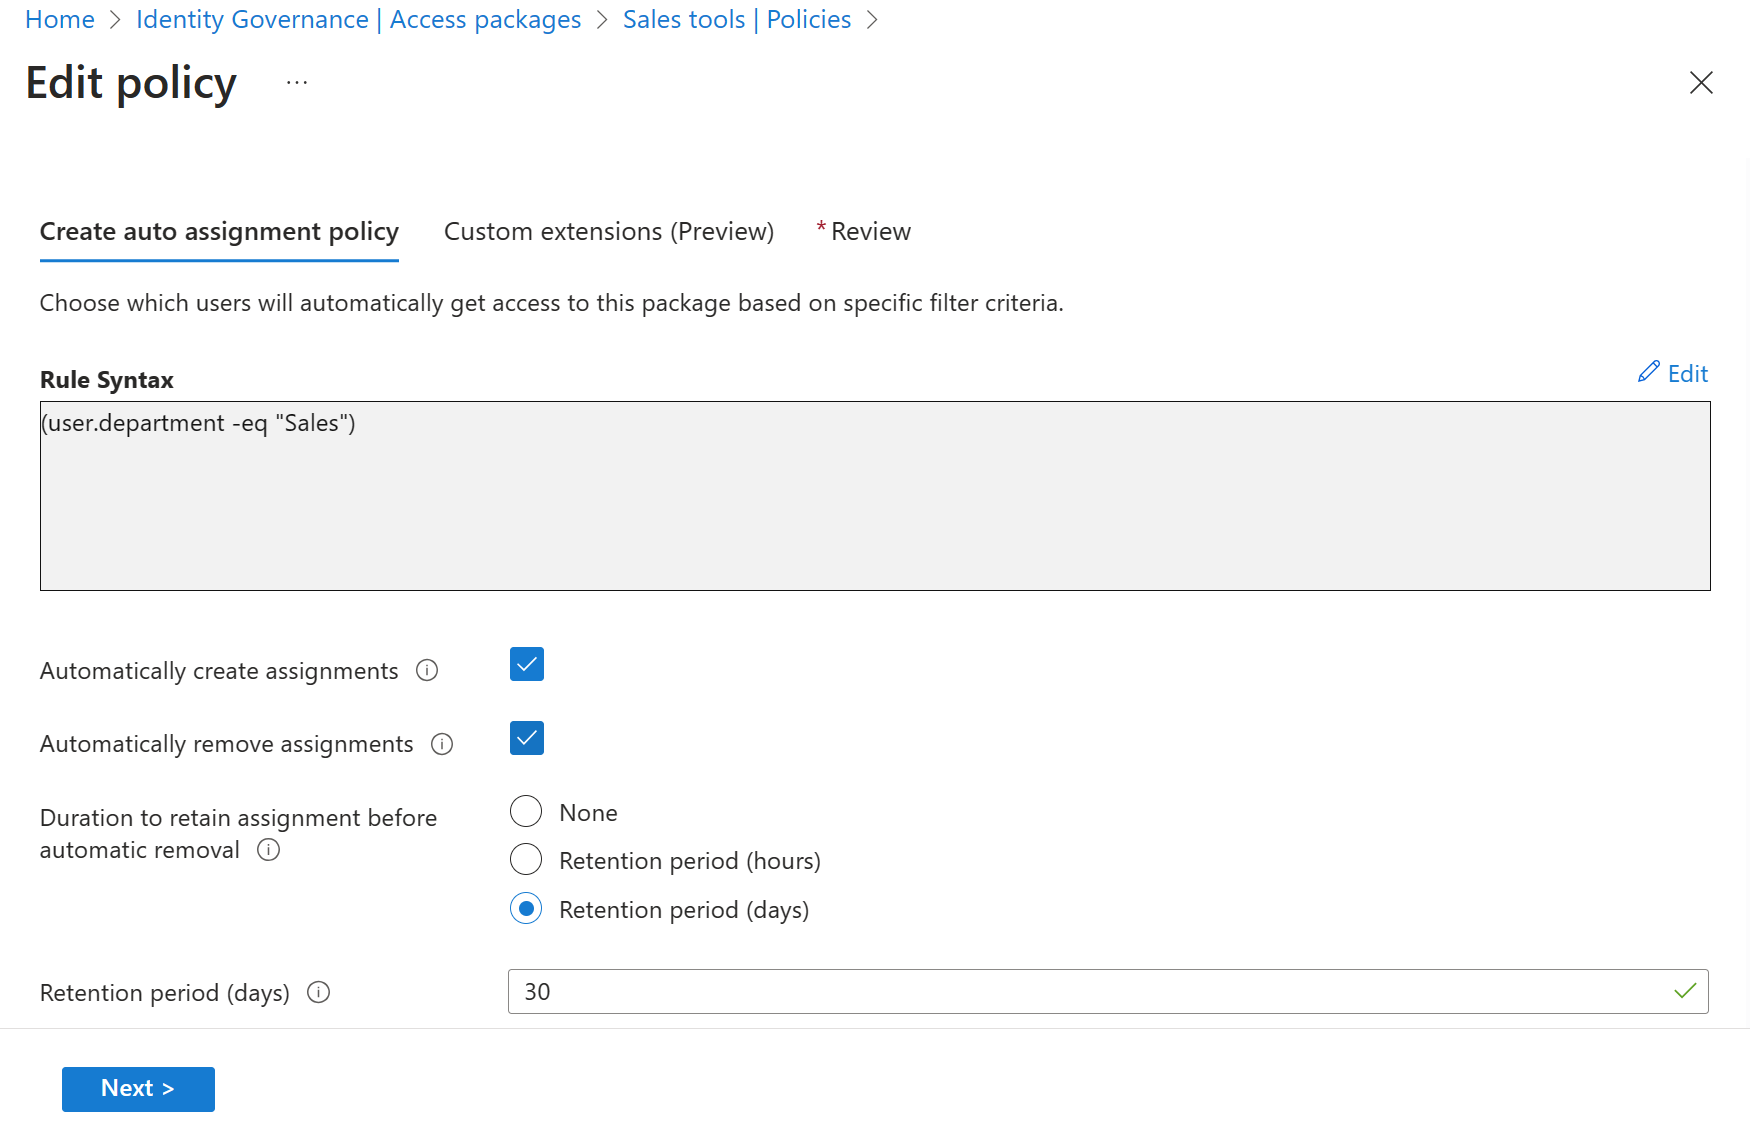 Home > Identity Governance | Access packages > Sales tools | Policies >
Edit policy ...
Create auto assignment policy Custom extensions (Preview) * Review
Choose which users will automatically get access to this package based on specific filter criteria.
Edit
Rule Syntax
(user.department -eq "Sales")
Automatically create assignments
Automatically remove assignments
Duration to retain assignment before
automatic removal
None
Retention period (hours)
Retention period (days)
Retention period (days) 30
Next >